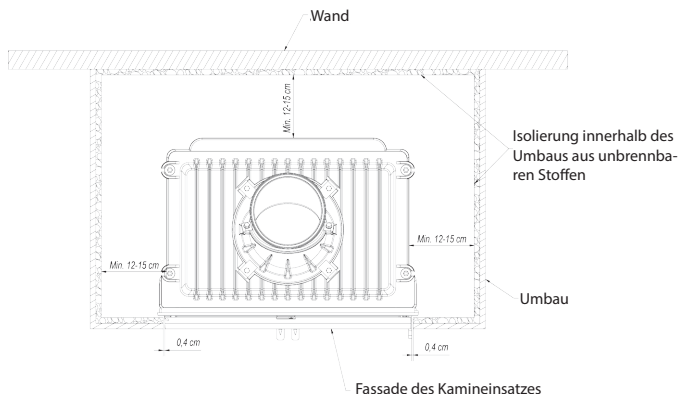 Wand
Min. 12-15 cm
Isolierung innerhalb des
Umbaus aus unbrennba-
ren Stoffen
Min. 12-15 cm
Min. 12-15 cm
Umbau
0,4 cm
0,4 cm
Fassade des Kamineinsatzes